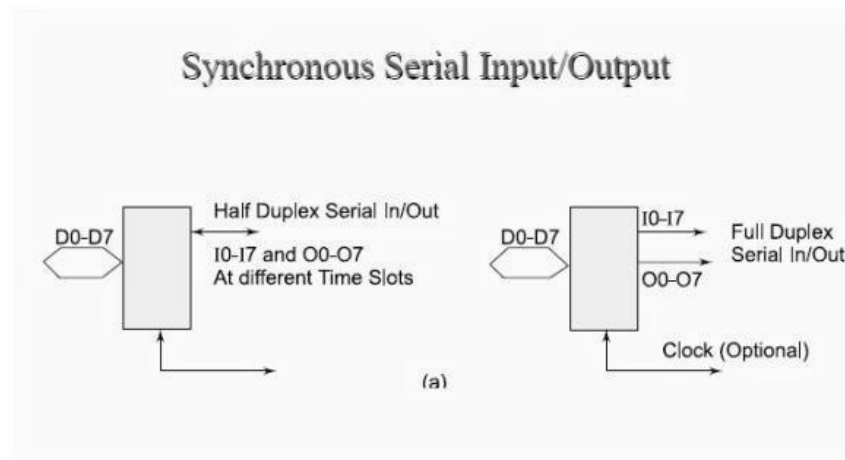 Synchronous Serial Input/Output
D0-D7
Half Duplex Serial In/Out
I0-I7 and O0-O7
At different Time Slots
D0-D7
I0-I7
O0-O7
Full Duplex
Serial In/Out
Clock (Optional)
(a)